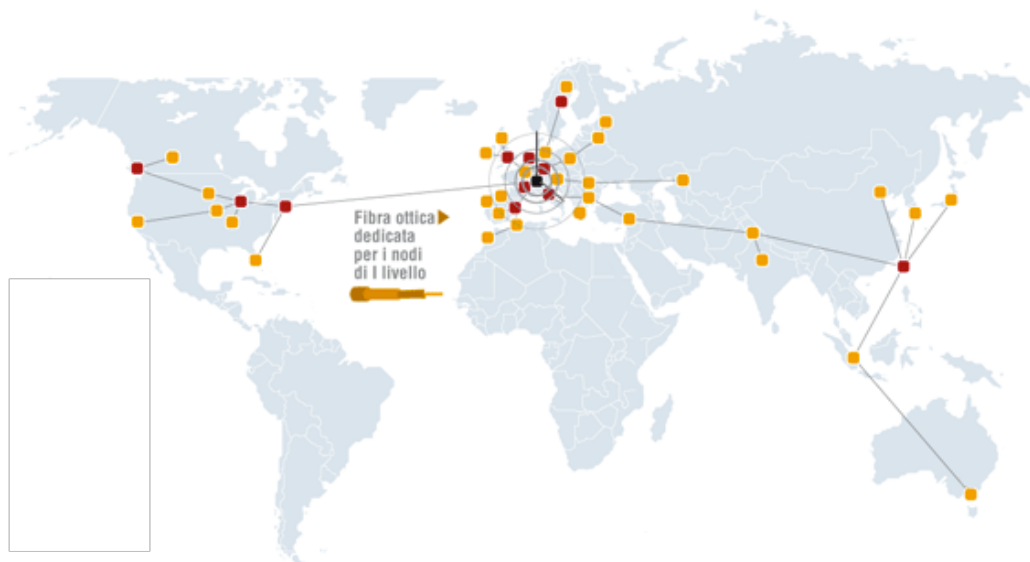 Fibra ottica
dedicata
per i nodi
di I livello